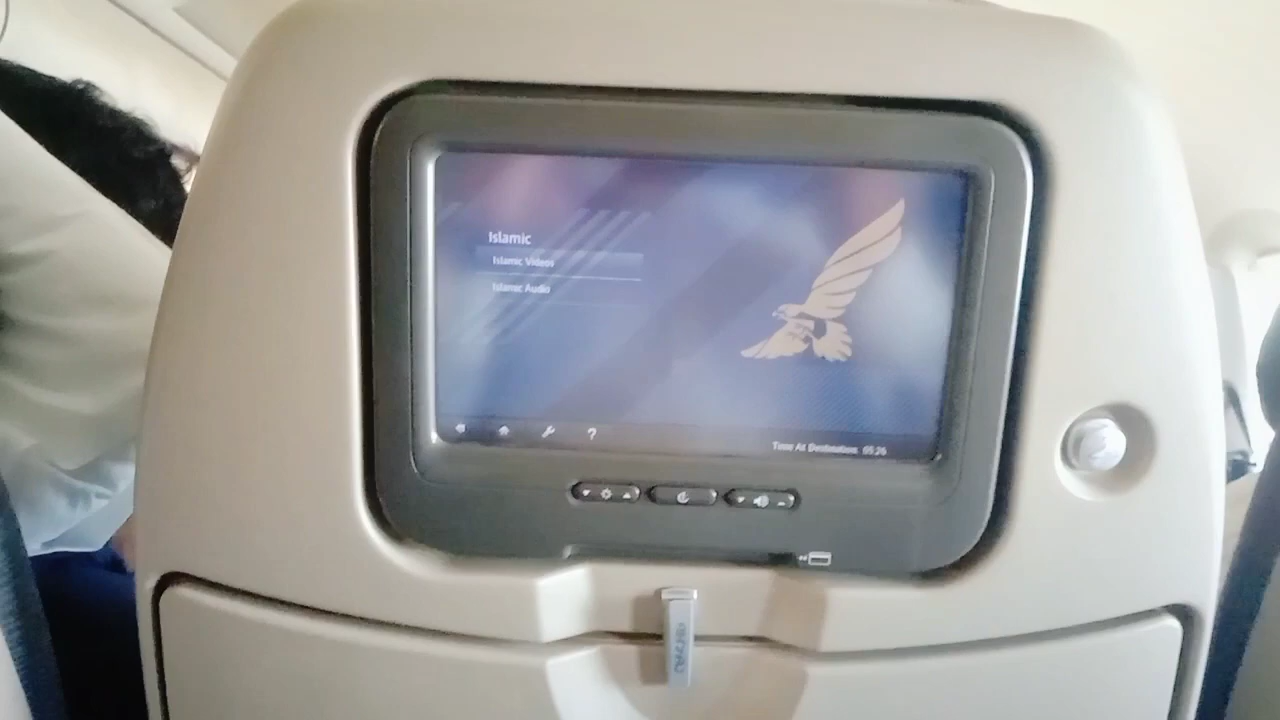 Islamic
Islamic Videos
Islamic Audio
?
Time At Destination 05:26